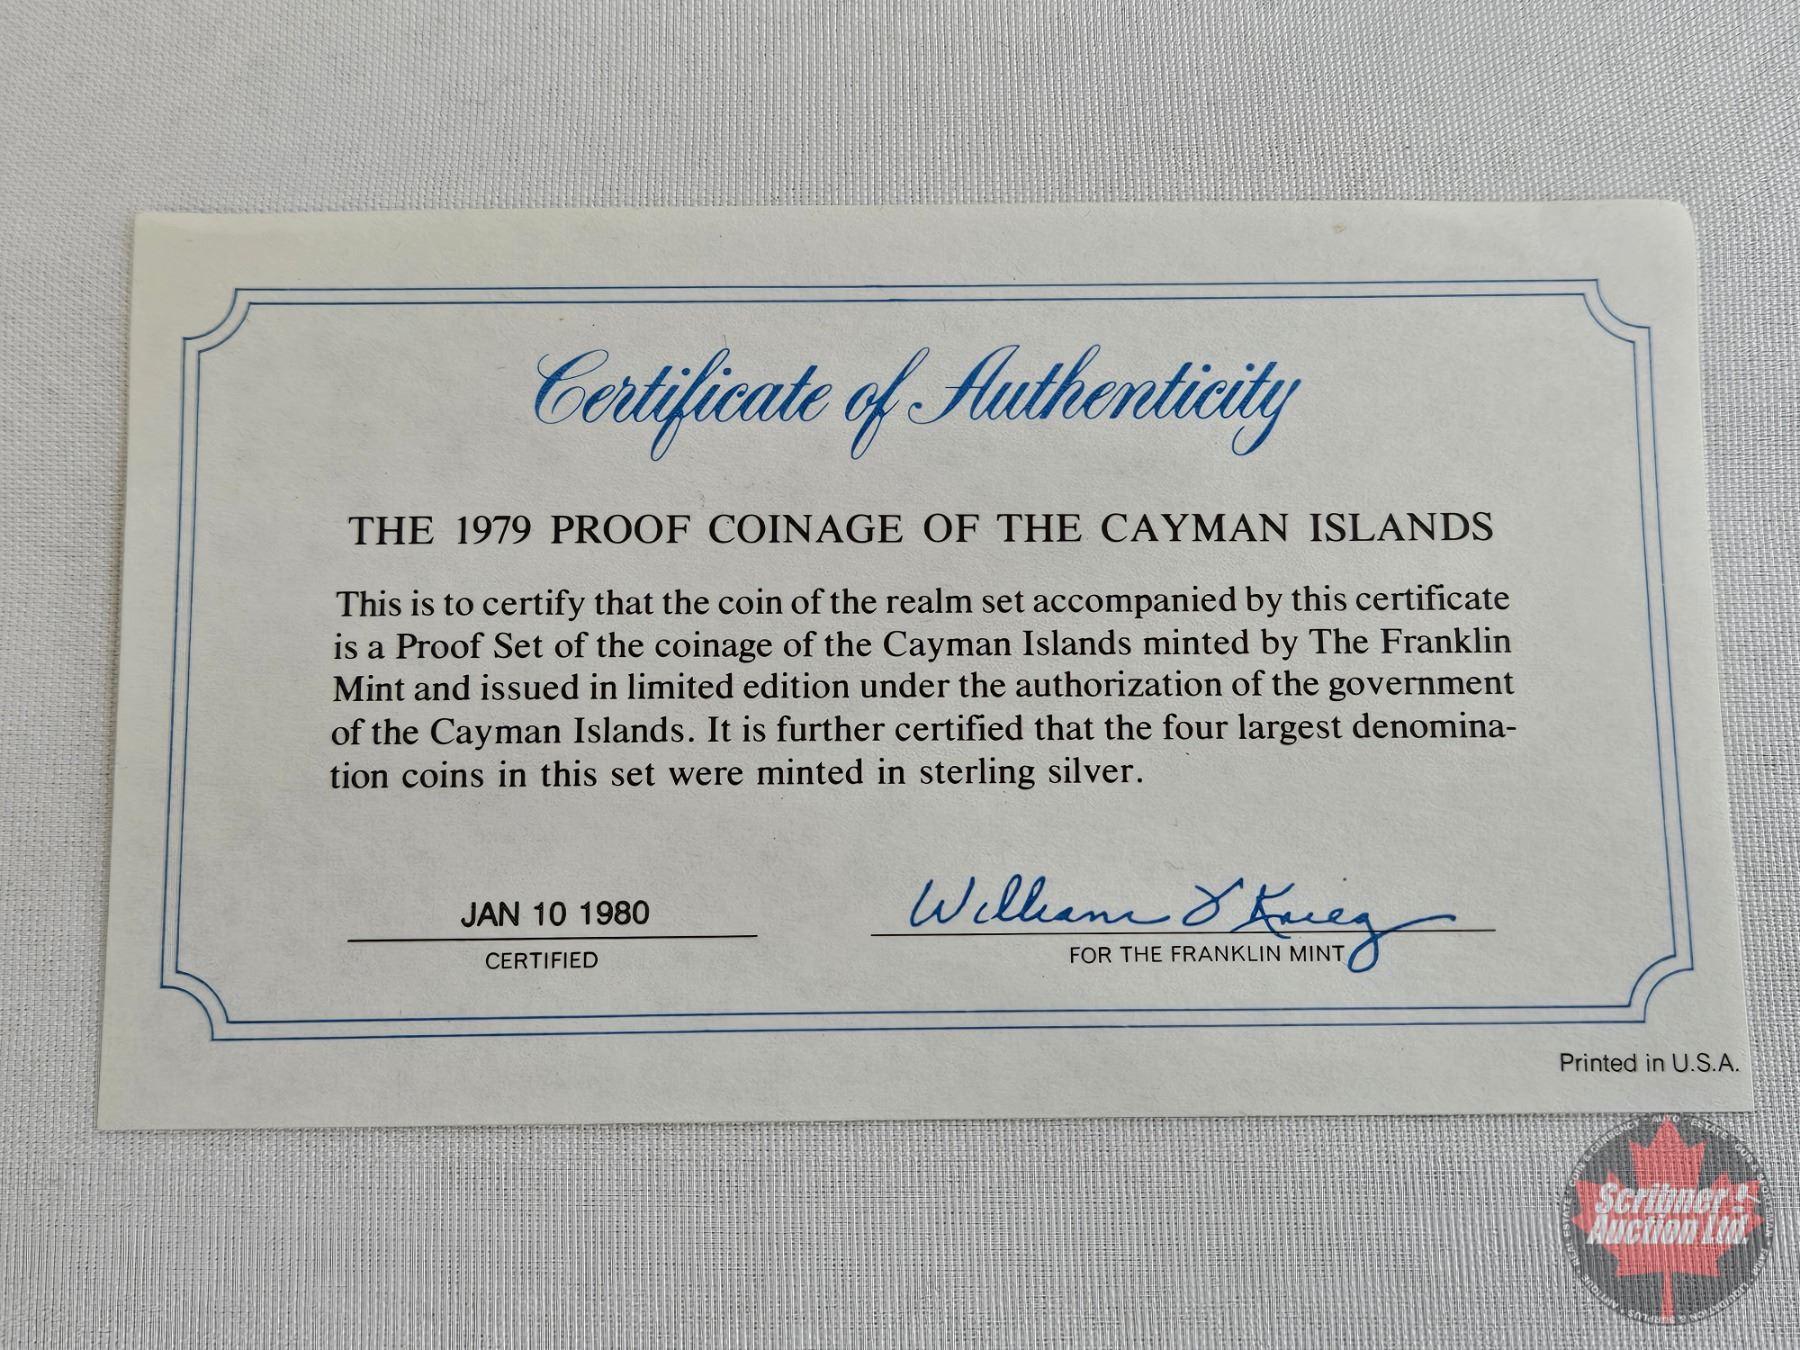 Certificate of Authenticity
THE 1979 PROOF COINAGE OF THE CAYMAN ISLANDS
This is to certify that the coin of the realm set accompanied by this certificate
is a Proof Set of the coinage of the Cayman Islands minted by The Franklin
Mint and issued in limited edition under the authorization of the government
of the Cayman Islands. It is further certified that the four largest denomina-
tion coins in this set were minted in sterling silver.
JAN 10 1980
CERTIFIED
William Krieg
FOR THE FRANKLIN MINT
Printed in U.S.A.
Scribner
Auction Ltd.